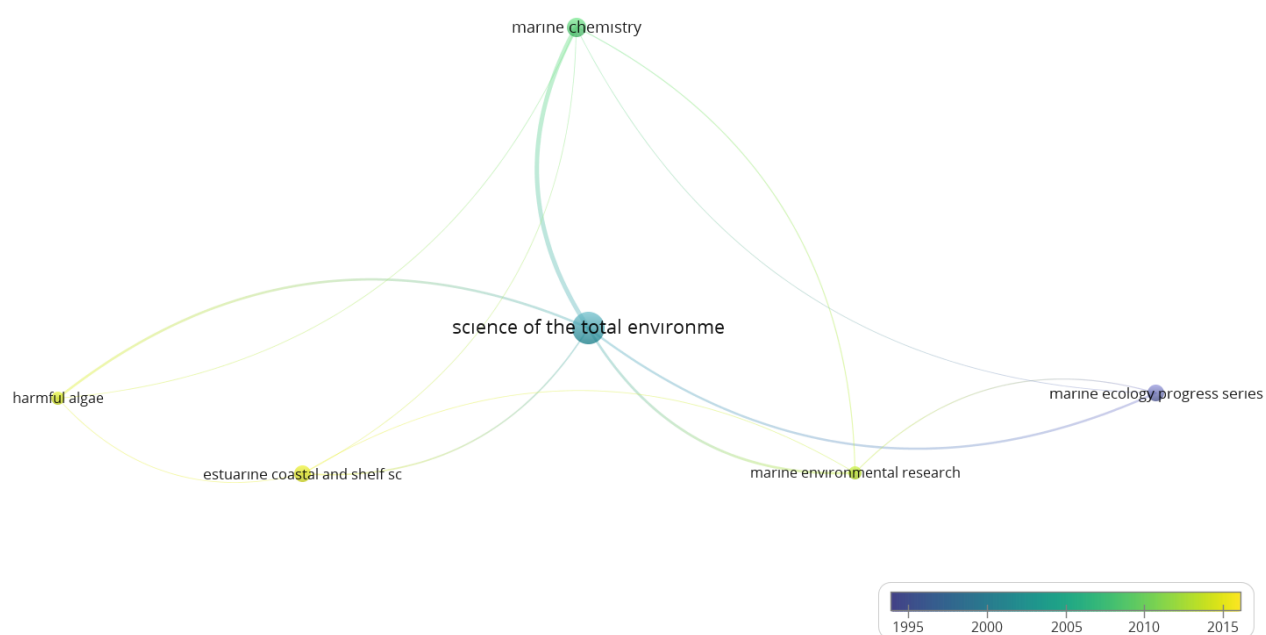 marine chemistry
science of the total environme
harmful algae
marine ecology progress series
estuarine coastal and shelf sc
marine environmental research
1995 2000 2005 2010 2015